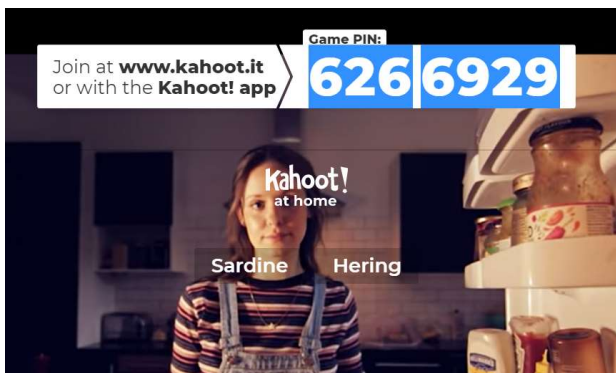 Game PIN:
Join at www.kahoot.it
or with the Kahoot! app
626 6929
Kahoot!
at home
Sardine Hering